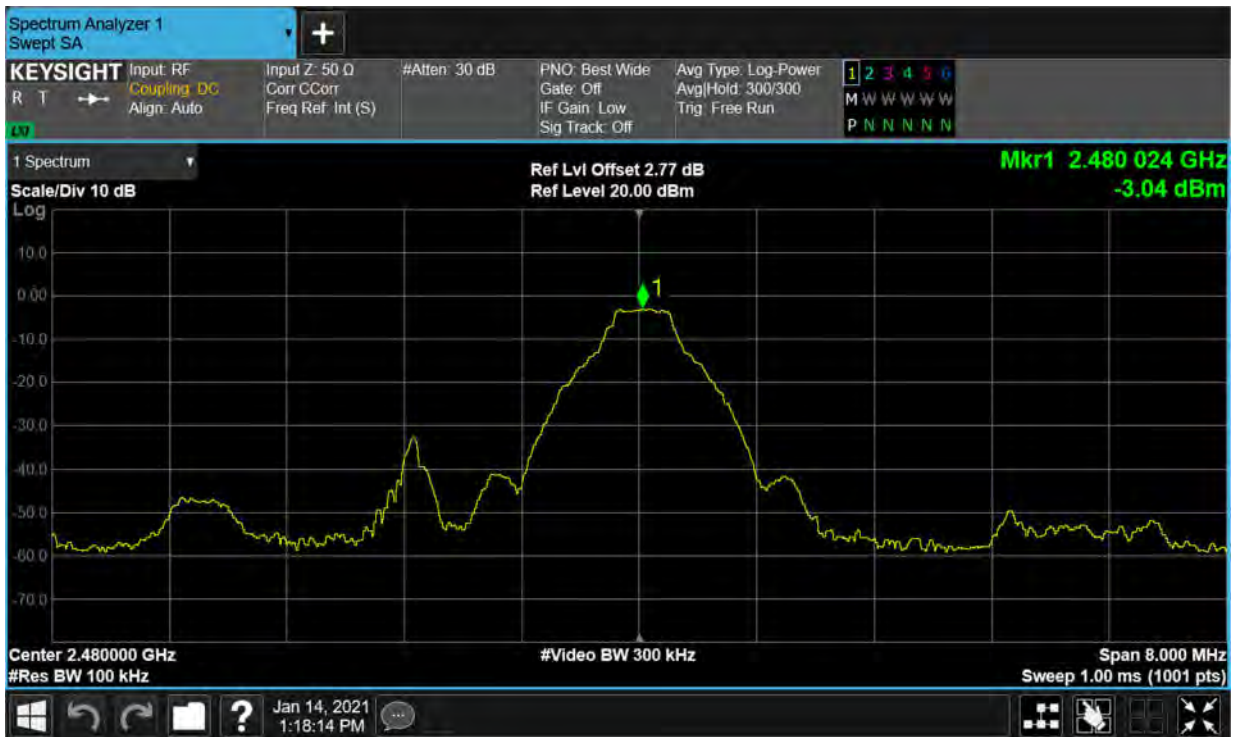 Spectrum Analyzer 1
Swept SA
+
KEYSIGHT Input: RF Input Z: 50 Ω #Atten: 30 dB PNO: Best Wide Avg Type: Log-Power 1 2 3 4 5 6
R T Coupling: DC Corr CCorr Gate: Off Avg|Hold: 300/300 M W W W W W
Align: Auto Freq Ref: Int (S) IF Gain: Low Trig: Free Run
LXI Sig Track: Off P N N N N N
1 Spectrum Ref Lvl Offset 2.77 dB Mkr1 2.480 024 GHz
Scale/Div 10 dB Ref Level 20.00 dBm -3.04 dBm
Log
10.0
0.00
1
-10.0
-20.0
-30.0
-40.0
-50.0
-60.0
-70.0
Center 2.480000 GHz #Video BW 300 kHz Span 8.000 MHz
#Res BW 100 kHz Sweep 1.00 ms (1001 pts)
? Jan 14, 2021
1:18:14 PM